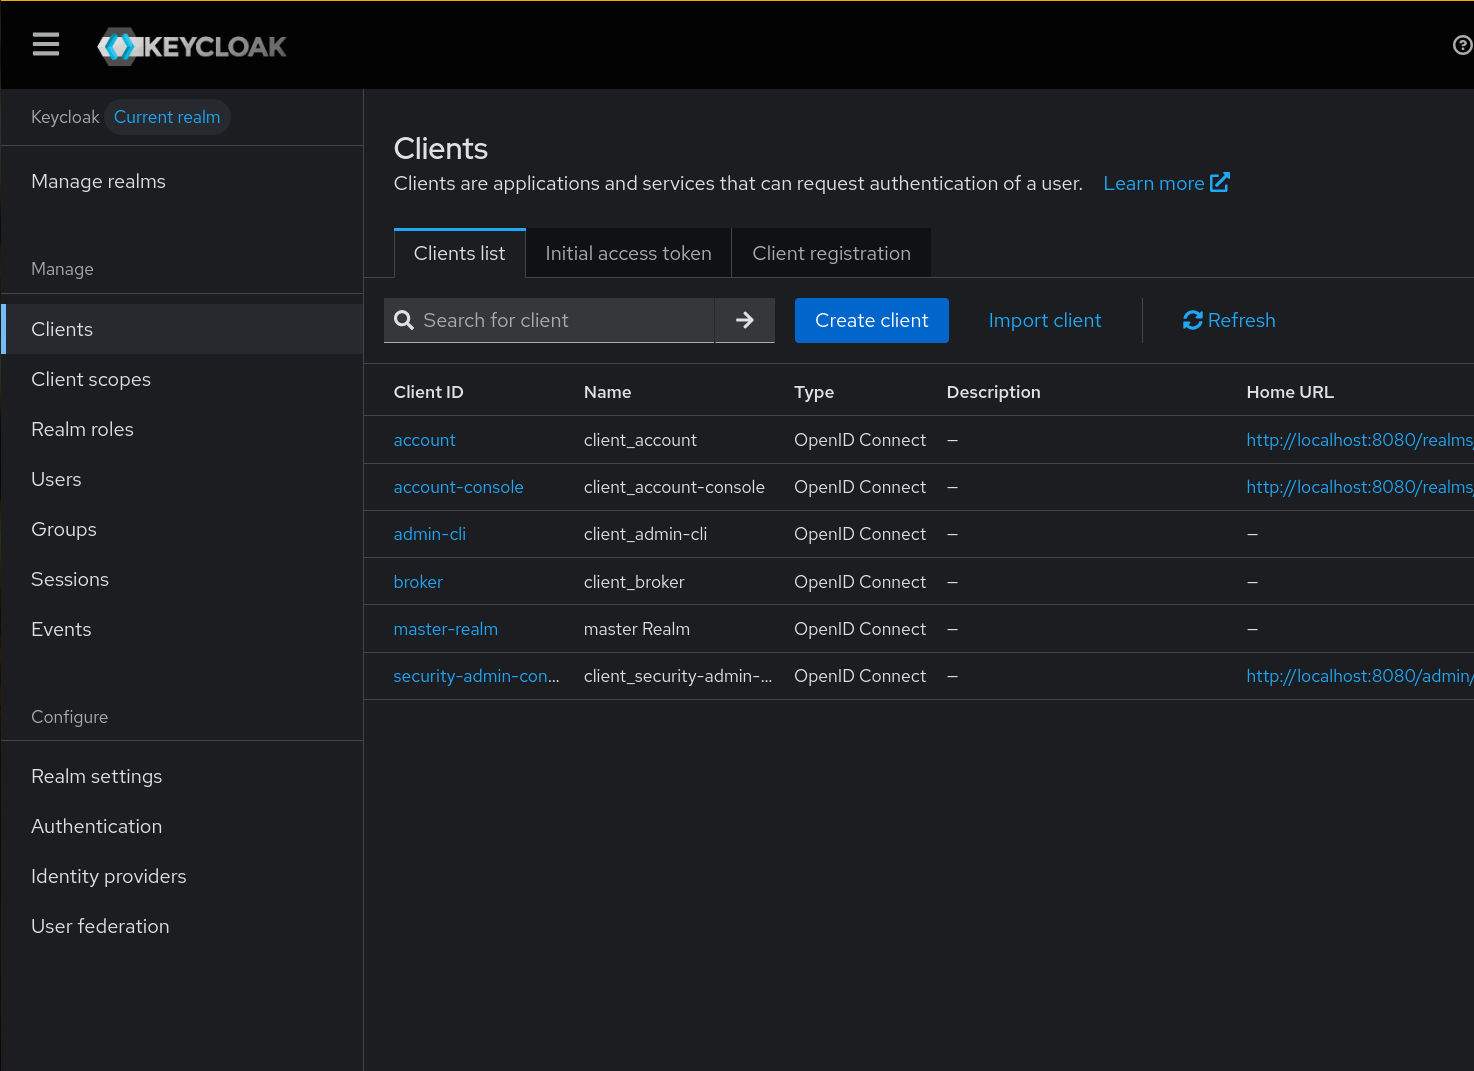 KEYCLOAK
Keycloak Current realm
Manage realms
Manage
Clients
Client scopes
Realm roles
Users
Groups
Sessions
Events
Configure
Realm settings
Authentication
Identity providers
User federation
Clients
Clients are applications and services that can request authentication of a user. Learn more
Clients list Initial access token Client registration
Search for client Create client Import client Refresh
Client ID Name Type Description Home URL
account client_account OpenID Connect – http://localhost:8080/realms/
account-console client_account-console OpenID Connect – http://localhost:8080/realms/
admin-cli client_admin-cli OpenID Connect – –
broker client_broker OpenID Connect – –
master-realm master Realm OpenID Connect – –
security-admin-con... client_security-admin-... OpenID Connect – http://localhost:8080/admin/